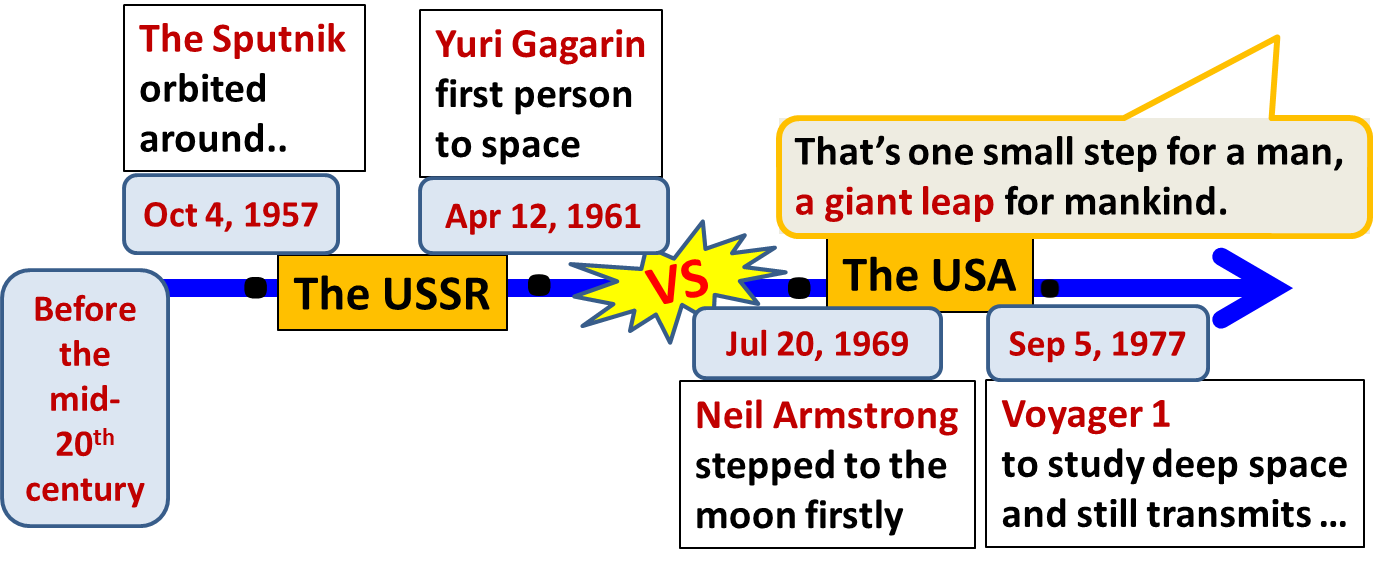 The Sputnik
orbited
around..
Oct 4, 1957
Yuri Gagarin
first person
to space
Apr 12, 1961
That's one small step for a man,
a giant leap for mankind.
Before
the
mid-
20th
century
The USSR
VS
The USA
Jul 20, 1969
Neil Armstrong
stepped to the
moon firstly
Sep 5, 1977
Voyager 1
to study deep space
and still transmits ...